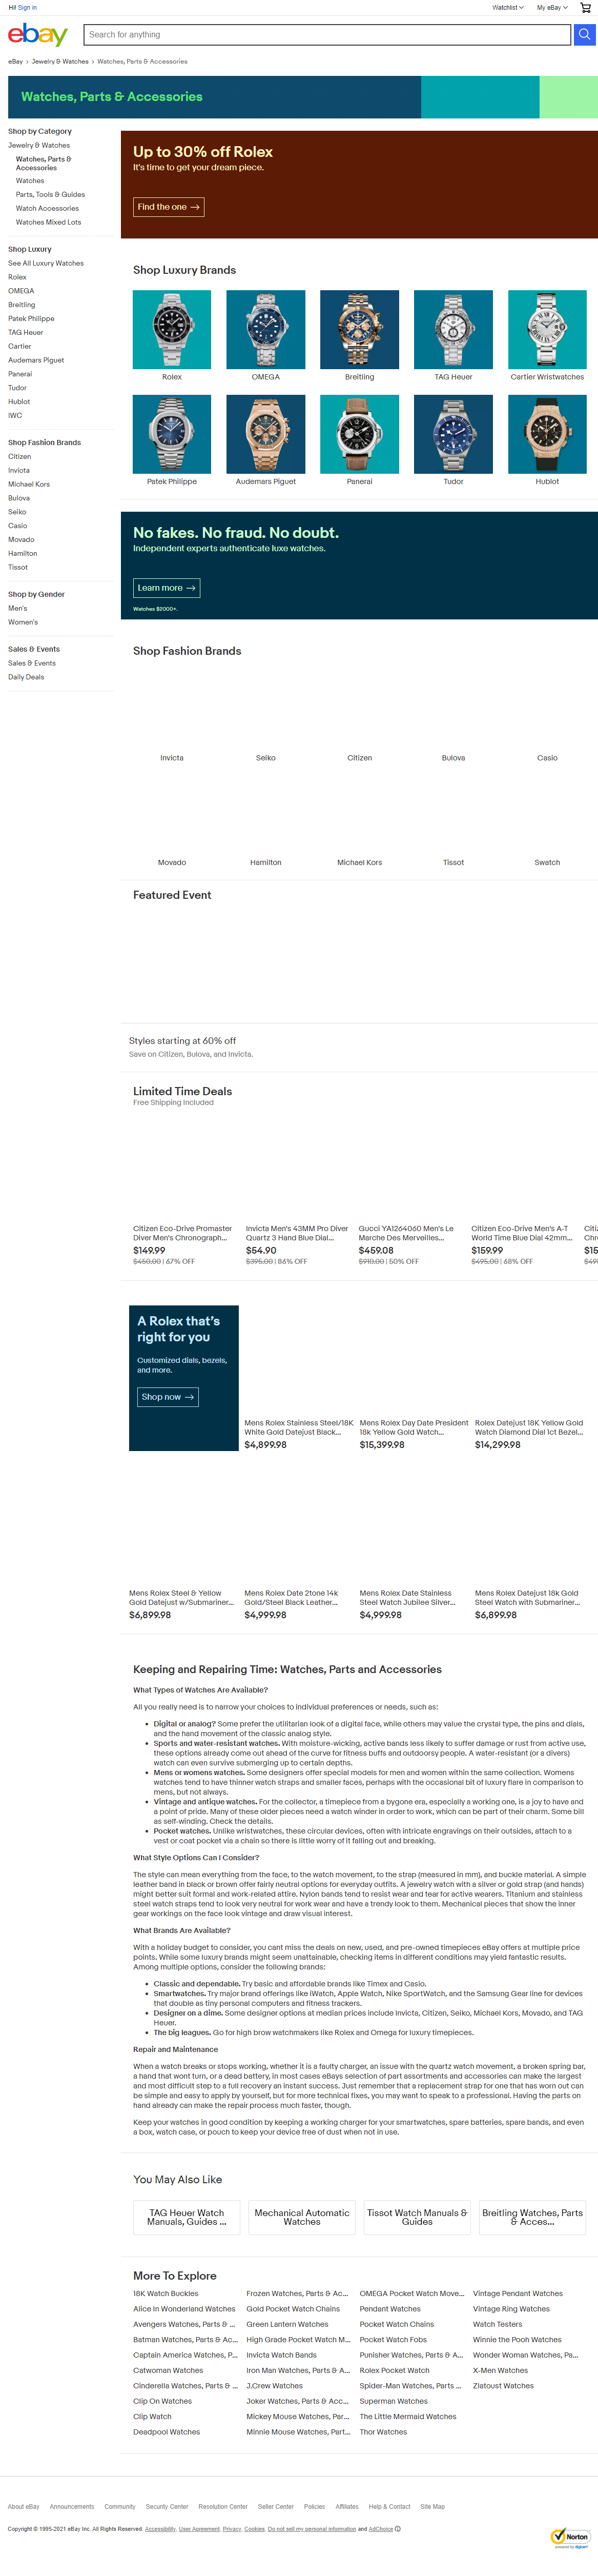 Hi! Sign in
Watchlist
My eBay
ebay
Search for anything
eBay > Jewelry & Watches > Watches, Parts & Accessories
Watches, Parts & Accessories
Shop by Category
Jewelry & Watches
Watches, Parts &
Accessories
Watches
Parts, Tools & Guides
Watch Accessories
Watches Mixed Lots
Shop Luxury
See All Luxury Watches
Rolex
OMEGA
Breitling
Patek Philippe
TAG Heuer
Cartier
Audemars Piguet
Panerai
Tudor
Hublot
IWC
Shop Fashion Brands
Citizen
Invicta
Michael Kors
Bulova
Seiko
Casio
Movado
Hamilton
Tissot
Shop by Gender
Men's
Women's
Sales & Events
Sales & Events
Daily Deals
Up to 30% off Rolex
It's time to get your dream piece.
Find the one →
Shop Luxury Brands
Rolex
OMEGA
Breitling
TAG Heuer
Cartier Wristwatches
Patek Philippe
Audemars Piguet
Panerai
Tudor
Hublot
No fakes. No fraud. No doubt.
Independent experts authenticate luxe watches.
Learn more →
Watches $2000+.
Shop Fashion Brands
Invicta
Seiko
Citizen
Bulova
Casio
Movado
Hamilton
Michael Kors
Tissot
Swatch
Featured Event
Styles starting at 60% off
Save on Citizen, Bulova, and Invicta.
Limited Time Deals
Free Shipping Included
Citizen Eco-Drive Promaster
Diver Men's Chronograph...
$149.99
$450.00 | 67% OFF
Invicta Men's 43MM Pro Diver
Quartz 3 Hand Blue Dial...
$54.90
$395.00 | 86% OFF
Gucci YA1264060 Men's Le
Marche Des Merveilles...
$459.08
$910.00 | 50% OFF
Citizen Eco-Drive Men's A-T
World Time Blue Dial 42mm...
$159.99
$495.00 | 68% OFF
A Rolex that's
right for you
Customized dials, bezels,
and more.
Shop now →
Mens Rolex Stainless Steel/18K
White Gold Datejust Black...
$4,899.98
Mens Rolex Day Date President
18k Yellow Gold Watch...
$15,399.98
Rolex Datejust 18K Yellow Gold
Watch Diamond Dial 1ct Bezel...
$14,299.98
Mens Rolex Steel & Yellow
Gold Datejust w/Submariner...
$6,899.98
Mens Rolex Date 2tone 14k
Gold/Steel Black Leather...
$4,999.98
Mens Rolex Date Stainless
Steel Watch Jubilee Silver...
$4,999.98
Mens Rolex Datejust 18k Gold
Steel Watch with Submariner...
$6,899.98
Keeping and Repairing Time: Watches, Parts and Accessories
What Types of Watches Are Available?
All you really need is to narrow your choices to individual preferences or needs, such as:
• Digital or analog? Some prefer the utilitarian look of a digital face, while others may value the crystal type, the pins and dials,
and the hand movement of the classic analog style.
• Sports and water-resistant watches. With moisture-wicking, active bands less likely to suffer damage or rust from active use,
these options already come out ahead of the curve for fitness buffs and outdoorsy people. A water-resistant (or a divers)
watch can even survive submerging up to certain depths.
• Mens or womens watches. Some designers offer special models for men and women within the same collection. Womens
watches tend to have thinner watch straps and smaller faces, perhaps with the occasional bit of luxury flare in comparison to
mens, but not always.
• Vintage and antique watches. For the collector, a timepiece from a bygone era, especially a working one, is a joy to have and
a point of pride. Many of these older pieces need a watch winder in order to work, which can be part of their charm. Some bill
as self-winding. Check the details.
• Pocket watches. Unlike wristwatches, these circular devices, often with intricate engravings on their outsides, attach to a
vest or coat pocket via a chain so there is little worry of it falling out and breaking.
What Style Options Can I Consider?
The style can mean everything from the face, to the watch movement, to the strap (measured in mm), and buckle material. A simple
leather band in black or brown offer fairly neutral options for everyday outfits. A jewelry watch with a silver or gold strap (and hands)
might better suit formal and work-related attire. Nylon bands tend to resist wear and tear for active wearers. Titanium and stainless
steel watch straps tend to look very neutral for work wear and have a trendy look to them. Mechanical pieces that show the inner
gear workings on the face look vintage and draw visual interest.
What Brands Are Available?
With a holiday budget to consider, you cant miss the deals on new, used, and pre-owned timepieces eBay offers at multiple price
points. While some luxury brands might seem unattainable, checking items in different conditions may yield fantastic results.
Among multiple options, consider the following brands:
• Classic and dependable. Try basic and affordable brands like Timex and Casio.
• Smartwatches. Try major brand offerings like iWatch, Apple Watch, Nike SportWatch, and the Samsung Gear line for devices
that double as tiny personal computers and fitness trackers.
• Designer on a dime. Some designer options at median prices include Invicta, Citizen, Seiko, Michael Kors, Movado, and TAG
Heuer.
• The big leagues. Go for high brow watchmakers like Rolex and Omega for luxury timepieces.
Repair and Maintenance
When a watch breaks or stops working, whether it is a faulty charger, an issue with the quartz watch movement, a broken spring bar,
a hand that wont turn, or a dead battery, in most cases eBays selection of part assortments and accessories can make the largest
and most difficult step to a full recovery an instant success. Just remember that a replacement strap for one that has worn out can
be simple and easy to apply by yourself, but for more technical fixes, you may want to speak to a professional. Having the parts on
hand already can make the repair process much faster, though.
Keep your watches in good condition by keeping a working charger for your smartwatches, spare batteries, spare bands, and even
a box, watch case, or pouch to keep your device free of dust when not in use.
You May Also Like
TAG Heuer Watch
Manuals, Guides ...
Mechanical Automatic
Watches
Tissot Watch Manuals &
Guides
Breitling Watches, Parts
& Acces...
More To Explore
18K Watch Buckles
Alice In Wonderland Watches
Avengers Watches, Parts & ...
Batman Watches, Parts & Ac...
Captain America Watches, P...
Catwoman Watches
Cinderella Watches, Parts & ...
Clip On Watches
Clip Watch
Deadpool Watches
Frozen Watches, Parts & Ac...
Gold Pocket Watch Chains
Green Lantern Watches
High Grade Pocket Watch M...
Invicta Watch Bands
Iron Man Watches, Parts & A...
J.Crew Watches
Joker Watches, Parts & Acc...
Mickey Mouse Watches, Par...
Minnie Mouse Watches, Part...
OMEGA Pocket Watch Move...
Pendant Watches
Pocket Watch Chains
Pocket Watch Fobs
Punisher Watches, Parts & A...
Rolex Pocket Watch
Spider-Man Watches, Parts ...
Superman Watches
The Little Mermaid Watches
Thor Watches
Vintage Pendant Watches
Vintage Ring Watches
Watch Testers
Winnie the Pooh Watches
Wonder Woman Watches, Pa...
X-Men Watches
Zlatoust Watches
About eBay
Announcements
Community
Security Center
Resolution Center
Seller Center
Policies
Affiliates
Help & Contact
Site Map
Copyright © 1995-2021 eBay Inc. All Rights Reserved. Accessibility, User Agreement, Privacy, Cookies, Do not sell my personal information and AdChoice
Norton
powered by digicert